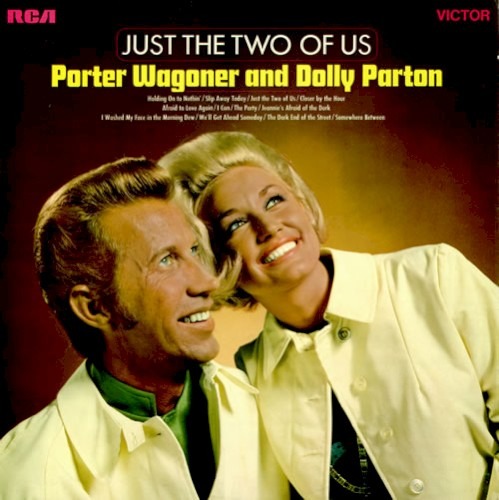 RCA VICTOR
JUST THE TWO OF US
Porter Wagoner and Dolly Parton
Holding On to Nothin' / Slip Away Today / Just the Two of Us / Closer by the Hour
Afraid to Love Again / I Can / The Party / Jeannie's Afraid of the Dark
I Washed My Face in the Morning Dew / We'll Get Ahead Someday / The Dark End of the Street / Somewhere Between